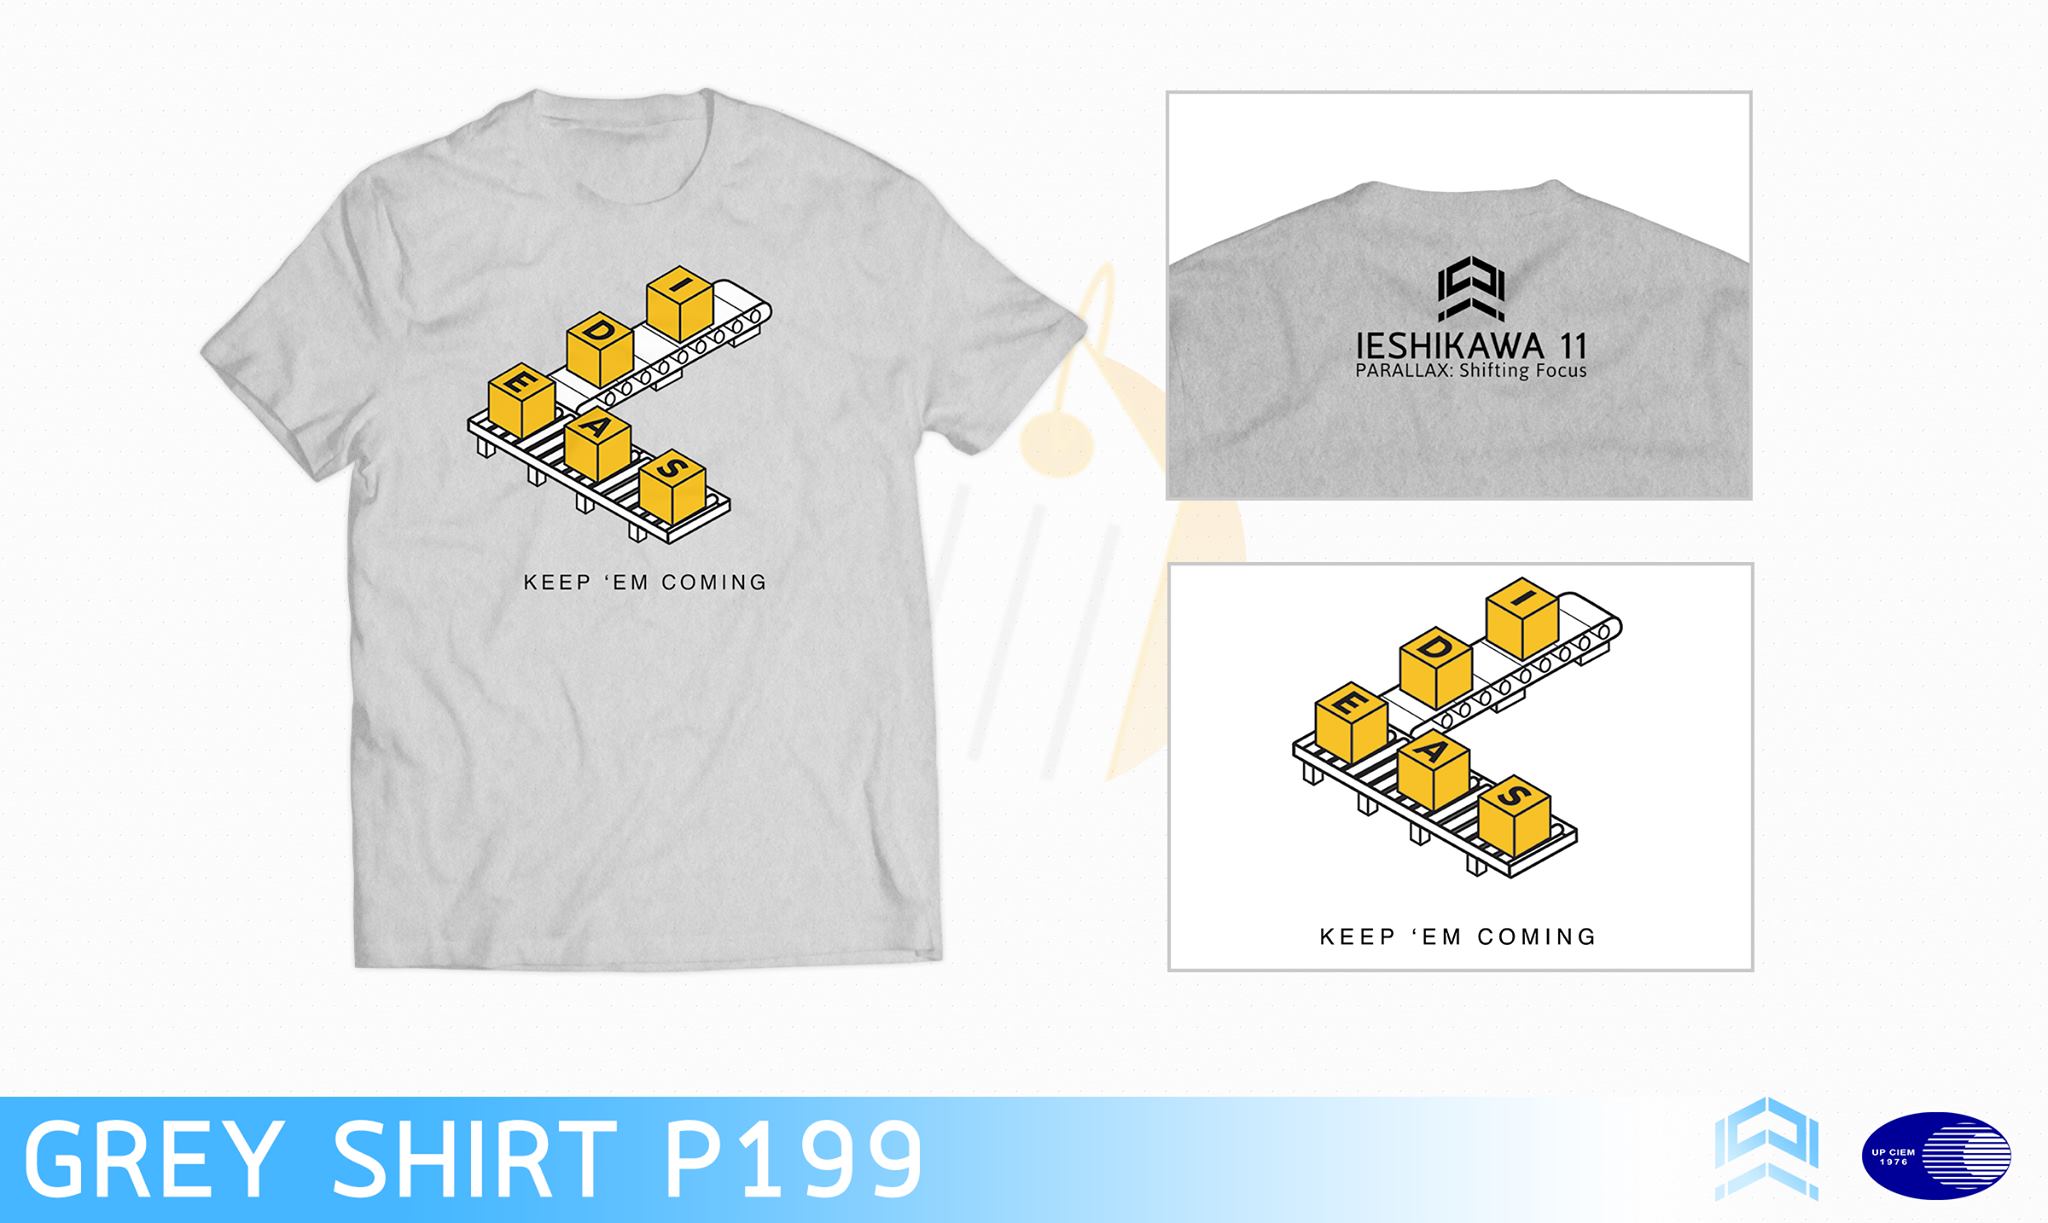 I
D
E
A
S
KEEP ‘EM COMING
IESHIKAWA 11
PARALLAX: Shifting Focus
I
D
E
A
S
KEEP ‘EM COMING
GREY SHIRT P199
UP CIEM
1976